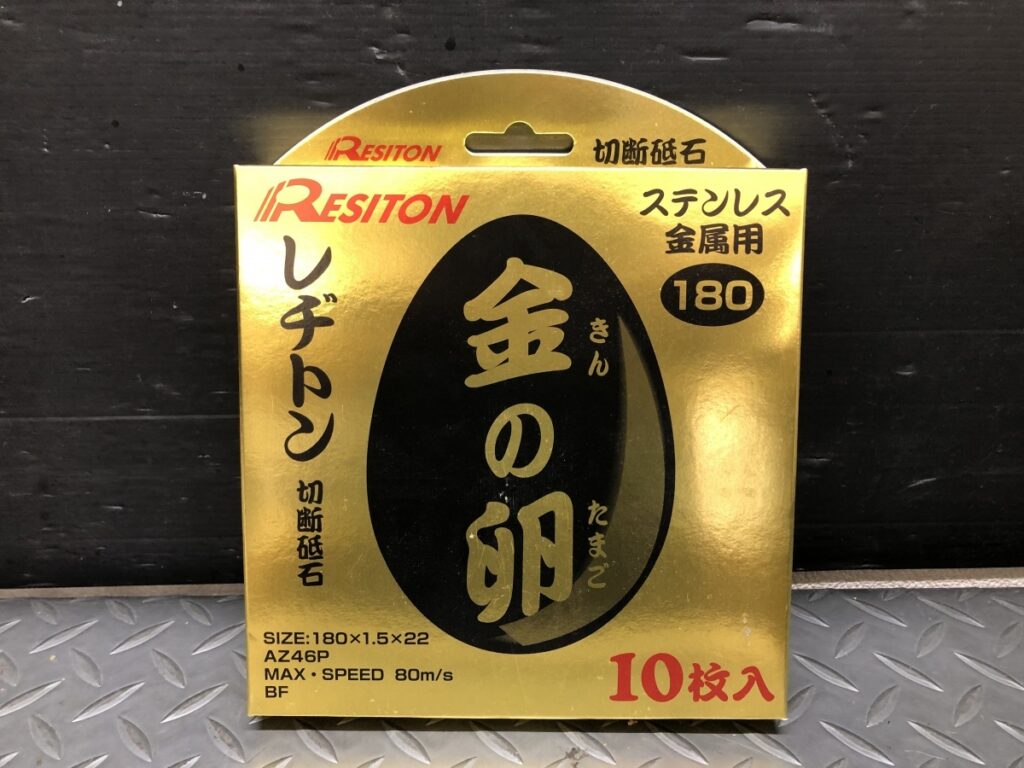 RESITON
切断砥石
RESITON
ステンレス
金属用
180
レヂトン
切断砥石
金の卵
きん
たまご
SIZE:180×1.5×22
AZ46P
MAX・SPEED 80m/s
BF
10枚入